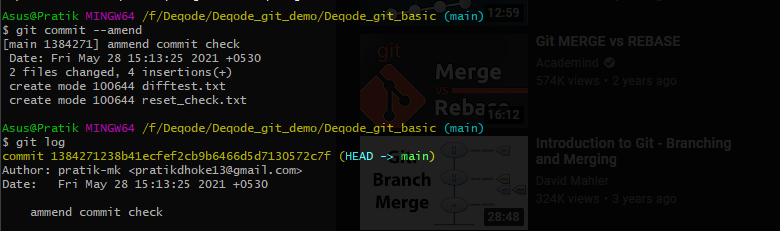 Asus@Pratik MINGW64 /f/Deqode_git_demo/Deqode_git_basic (main)
$ git commit --amend
[main 1384271] ammend commit check
 Date: Fri May 28 15:13:25 2021 +0530
 2 files changed, 4 insertions(+)
 create mode 100644 difftest.txt
 create mode 100644 reset_check.txt
Asus@Pratik MINGW64 /f/Deqode_git_demo/Deqode_git_basic (main)
$ git log
commit 1384271238b41ecfef2cb9b6466d5d7130572c7f (HEAD -> main)
Author: pratik-mk <pratikdhoke13@gmail.com>
Date:   Fri May 28 15:13:25 2021 +0530
    ammend commit check
12:59
git
Merge
vs
Rebase
16:12
Git MERGE vs REBASE
Academind
574K views • 2 years ago
Git
Branch
Merge
28:48
Introduction to Git - Branching
and Merging
David Mahler
324K views • 3 years ago